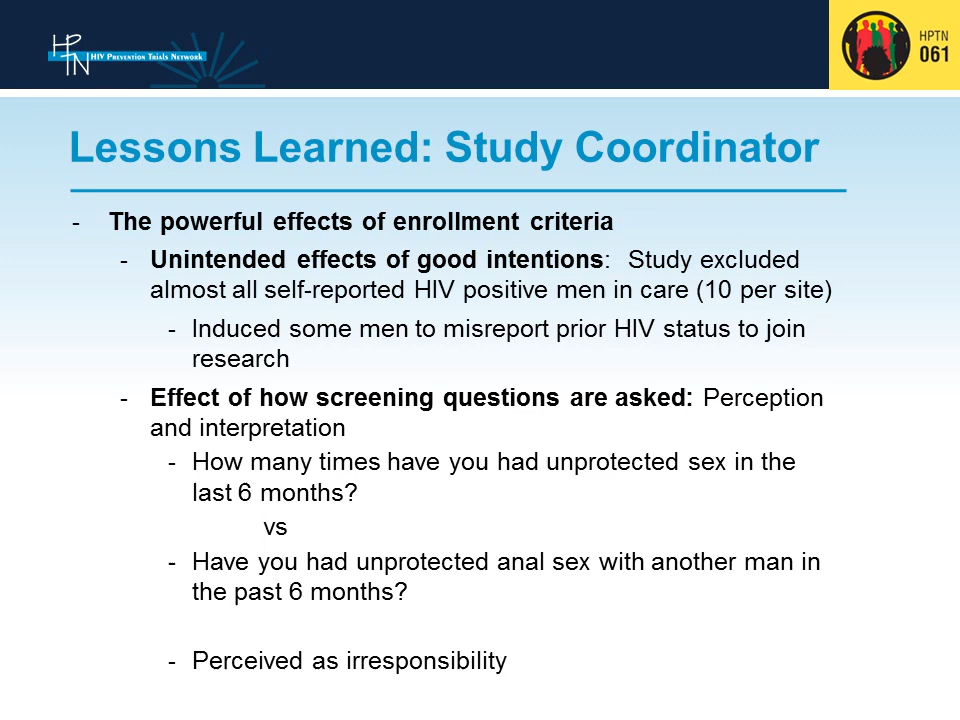 HPTN
HIV Prevention Trials Network
HPTN
061
Lessons Learned: Study Coordinator
- The powerful effects of enrollment criteria
- Unintended effects of good intentions: Study excluded
almost all self-reported HIV positive men in care (10 per site)
- Induced some men to misreport prior HIV status to join
research
- Effect of how screening questions are asked: Perception
and interpretation
- How many times have you had unprotected sex in the
last 6 months?
vs
- Have you had unprotected anal sex with another man in
the past 6 months?
- Perceived as irresponsibility